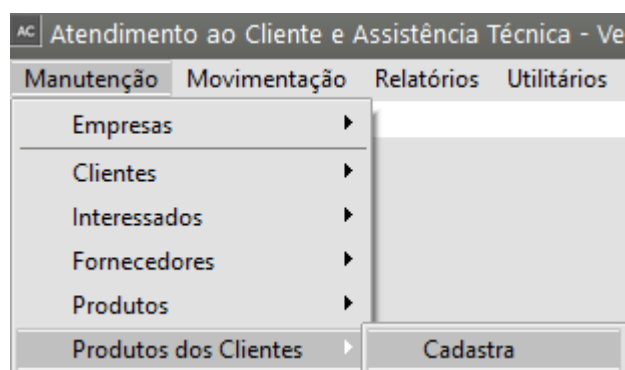 AC Atendimento ao Cliente e Assistência Técnica - Ve
Manutenção Movimentação Relatórios Utilitários
Empresas
Clientes
Interessados
Fornecedores
Produtos
Produtos dos Clientes Cadastra